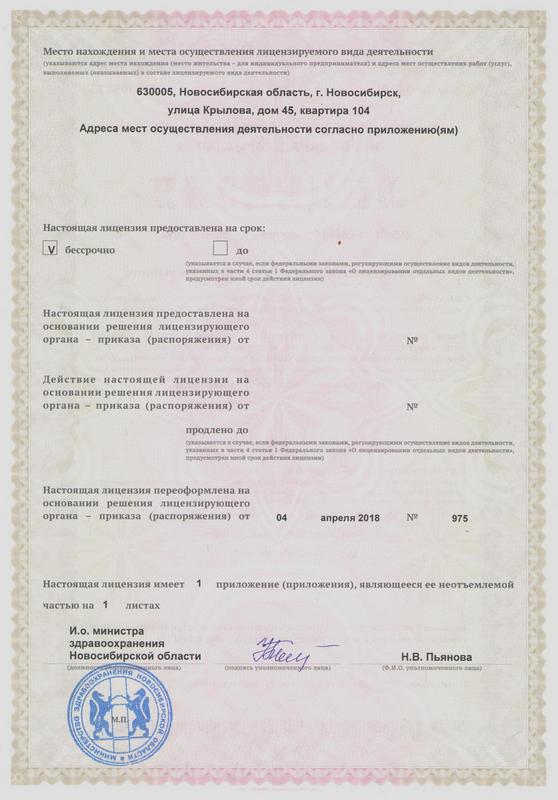 Место нахождения и места осуществления лицензируемого вида деятельности
(указываются адрес места нахождения (место жительства – для индивидуального предпринимателя) и адреса мест осуществления работ (услуг),
выполняемых (оказываемых) в составе лицензируемого вида деятельности)
630005, Новосибирская область, г. Новосибирск,
улица Крылова, дом 45, квартира 104
Адреса мест осуществления деятельности согласно приложению(ям)
Настоящая лицензия предоставлена на срок:
V бессрочно до
(указывается в случае, если федеральными законами, регулирующими осуществление видов деятельности,
указанных в части 4 статьи 1 Федерального закона «О лицензировании отдельных видов деятельности»,
предусмотрен иной срок действия лицензии)
Настоящая лицензия предоставлена на
основании решения лицензирующего
органа – приказа (распоряжения) от №
Действие настоящей лицензии на
основании решения лицензирующего
органа – приказа (распоряжения) от №
продлено до
(указывается в случае, если федеральными законами, регулирующими осуществление видов деятельности,
указанных в части 4 статьи 1 Федерального закона «О лицензировании отдельных видов деятельности»,
предусмотрен иной срок действия лицензии)
Настоящая лицензия переоформлена на
основании решения лицензирующего
органа – приказа (распоряжения) от 04 апреля 2018 № 975
Настоящая лицензия имеет 1 приложение (приложения), являющееся ее неотъемлемой
частью на 1 листах
И.о. министра
здравоохранения
Новосибирской области Н.В. Пьянова
(должность уполномоченного лица) (подпись уполномоченного лица) (Ф.И.О. уполномоченного лица)
МИНИСТЕРСТВО ЗДРАВООХРАНЕНИЯ НОВОСИБИРСКОЙ ОБЛАСТИ
М.П.